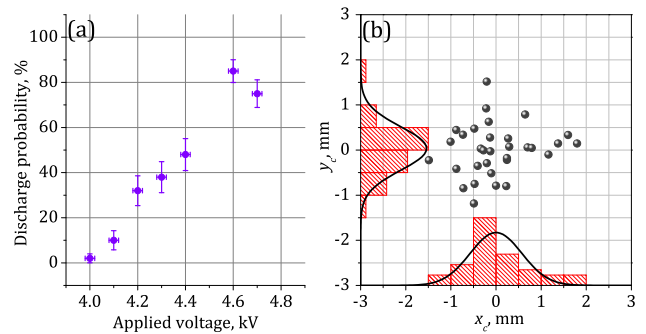 (a)
100
80
60
40
20
0
Discharge probability, %
4.0 4.2 4.4 4.6 4.8
Applied voltage, kV
(b)
3
2
1
0
-1
-2
-3
y_c, mm
-3 -2 -1 0 1 2 3
x_c, mm